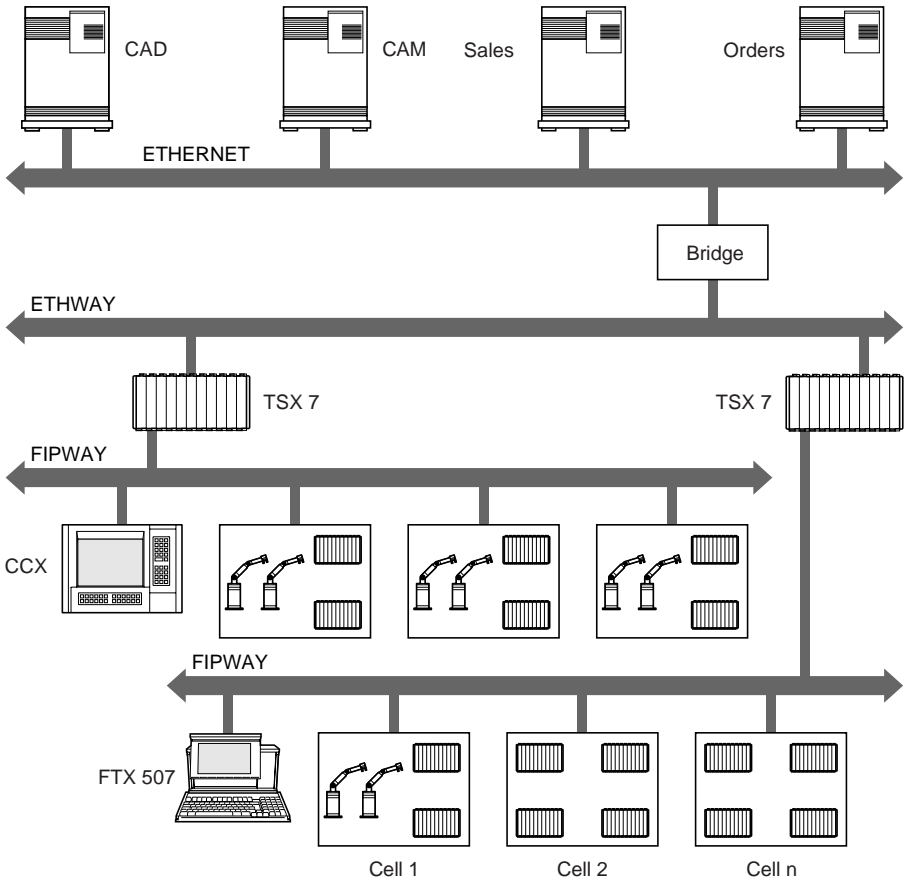 CAD
CAM
Sales
Orders
ETHERNET
Bridge
ETHWAY
TSX 7
TSX 7
FIPWAY
CCX
FIPWAY
FTX 507
Cell 1
Cell 2
Cell n